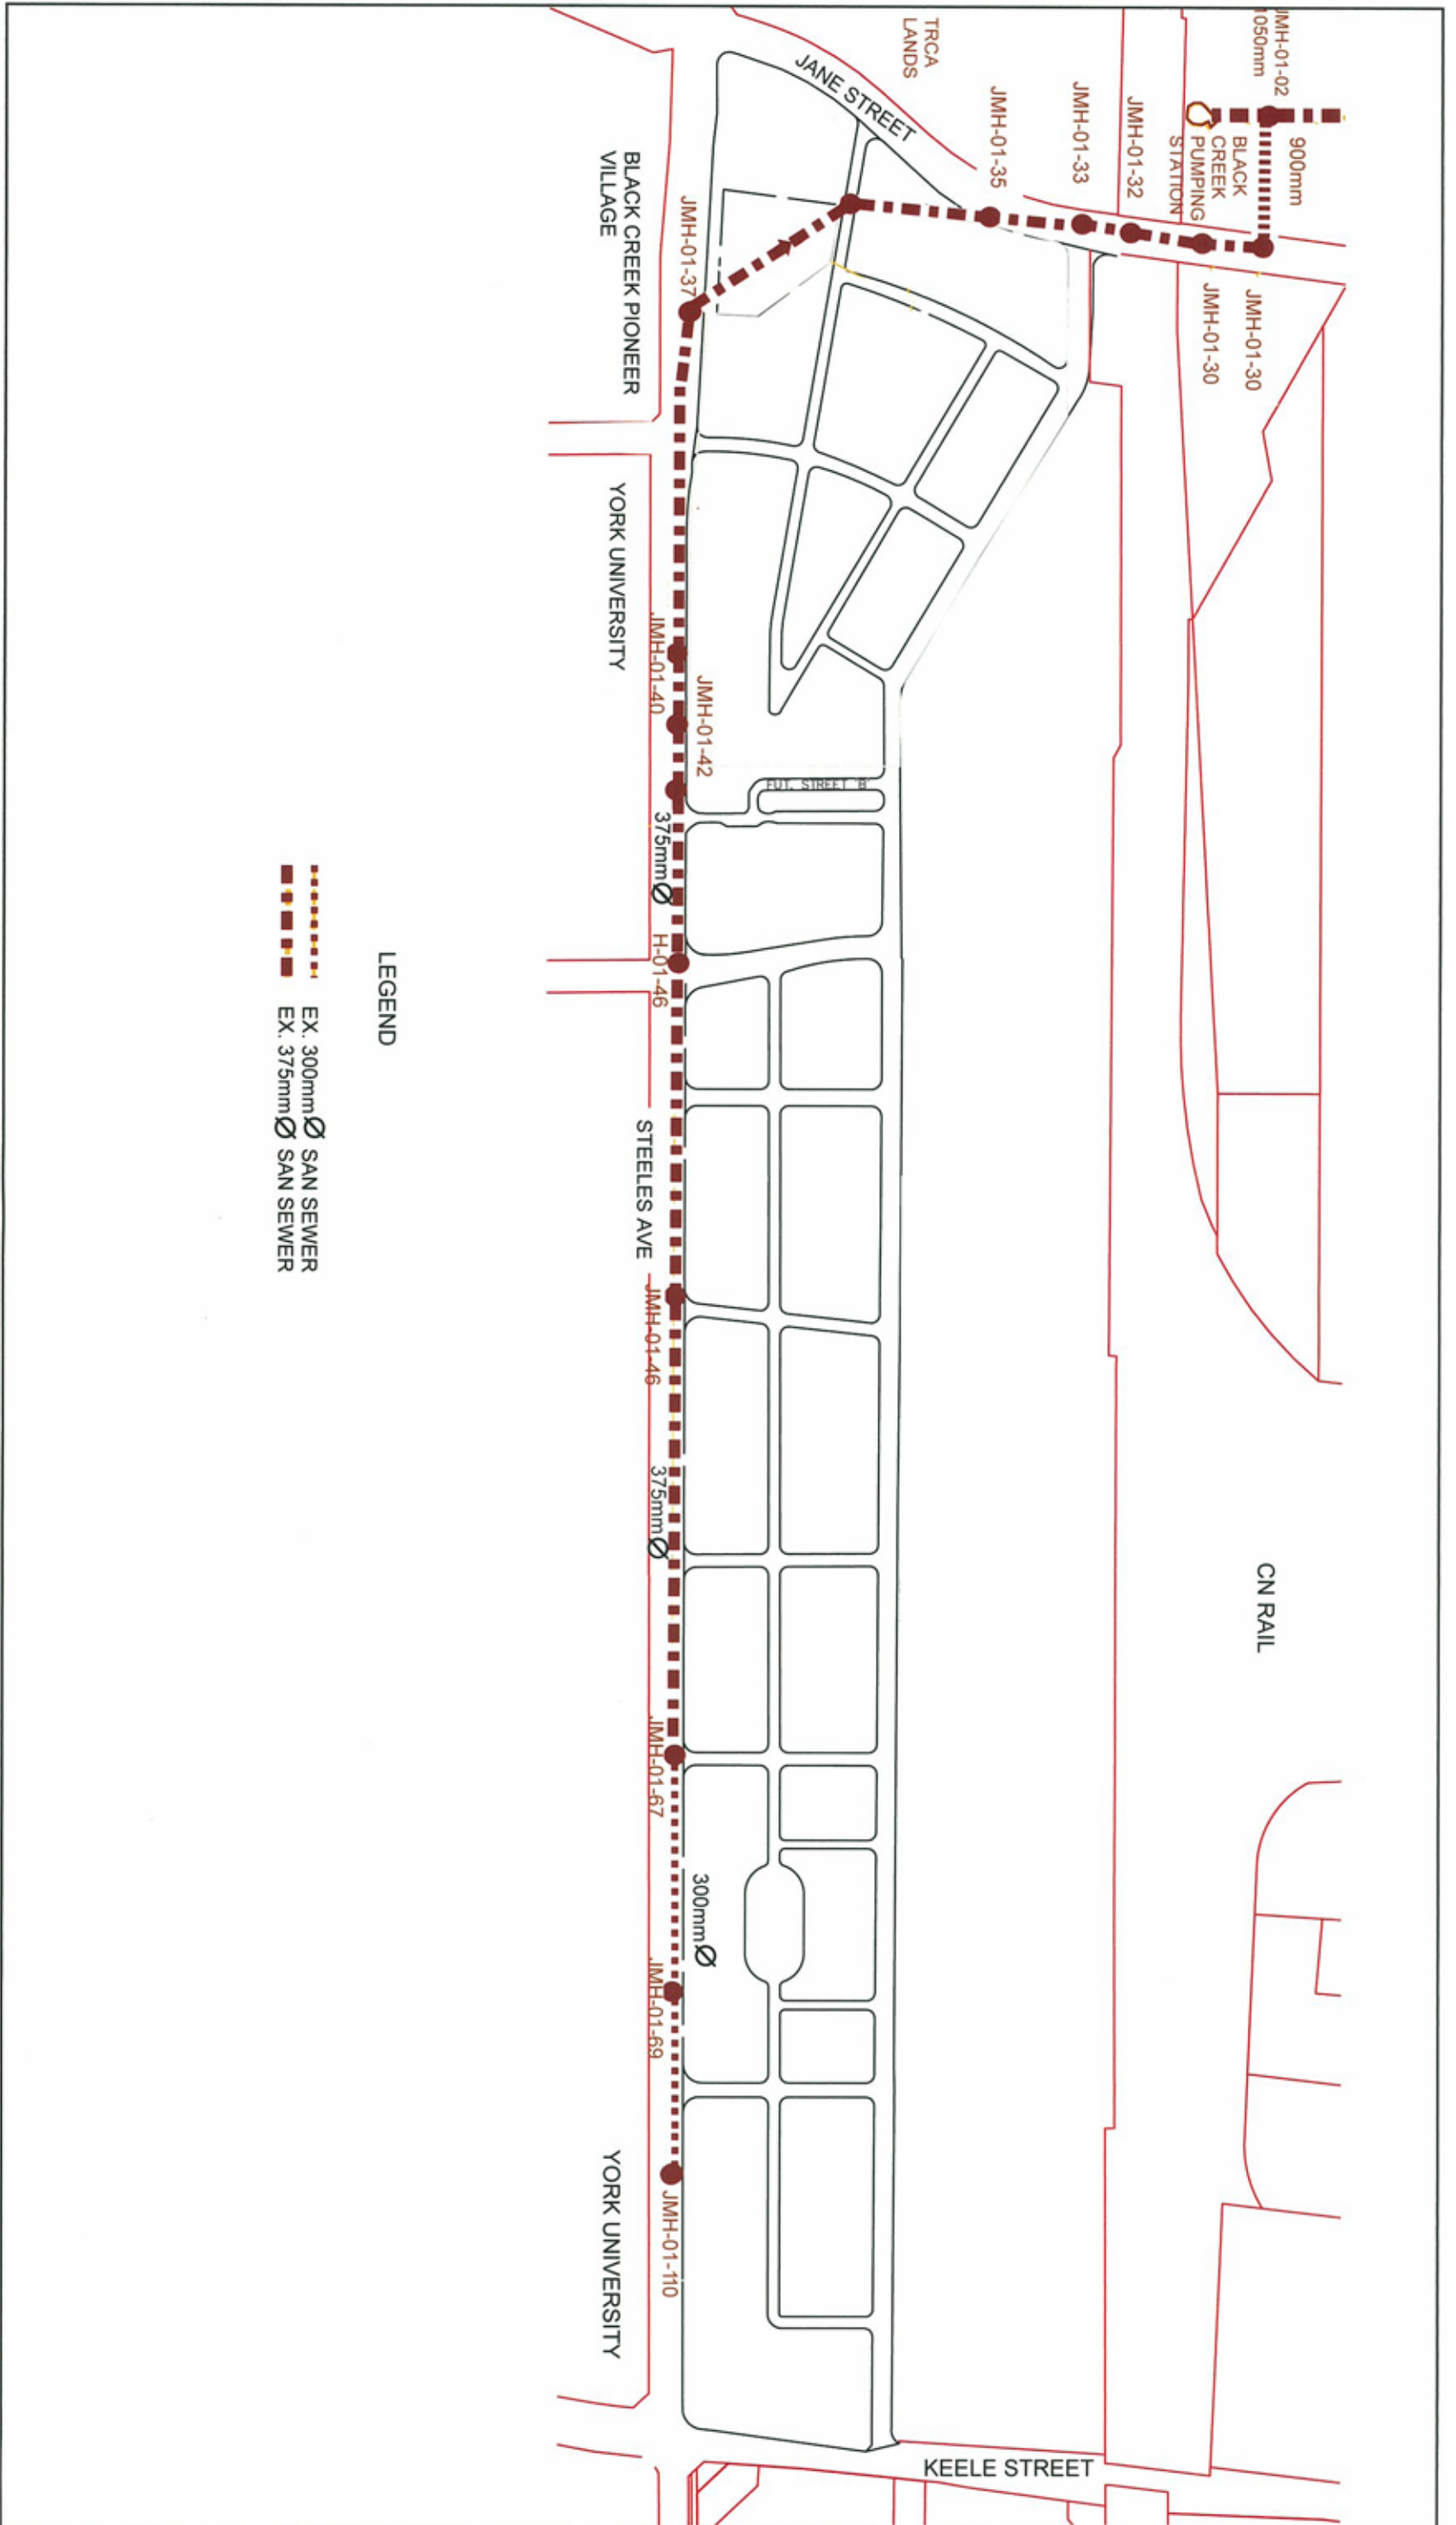 JMH-01-02
1050mm
900mm
BLACK
CREEK
PUMPING
STATION
JMH-01-30
JMH-01-30
JMH-01-32
JMH-01-33
JMH-01-35
TRCA
LANDS
JANE STREET
CN RAIL
KEELE STREET
FUT. STREET 'B'
JMH-01-37
JMH-01-40
JMH-01-42
375mmØ
H-01-46
JMH-01-46
375mmØ
JMH-01-67
300mmØ
JMH-01-69
JMH-01-110
STEELES AVE
BLACK CREEK PIONEER
VILLAGE
YORK UNIVERSITY
YORK UNIVERSITY
LEGEND
EX. 300mmØ SAN SEWER
EX. 375mmØ SAN SEWER